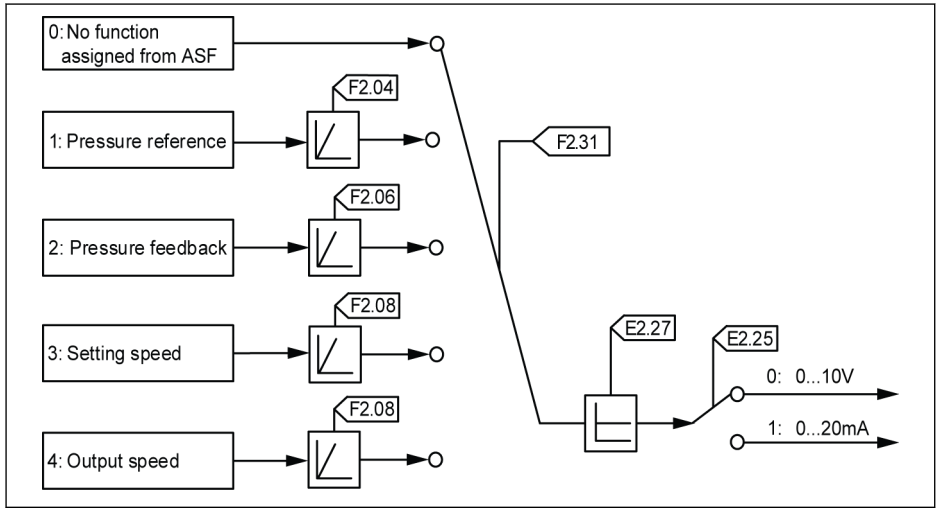 0: No function
assigned from ASF
F2.04
1: Pressure reference
F2.31
F2.06
2: Pressure feedback
F2.08
3: Setting speed
E2.27
E2.25
0: 0...10V
F2.08
1: 0...20mA
4: Output speed